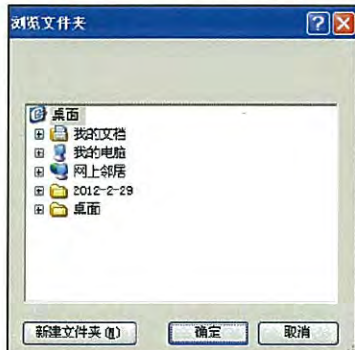 浏览文件夹
桌面
我的文档
我的电脑
网上邻居
2012-2-29
桌面
新建文件夹(N) 确定 取消